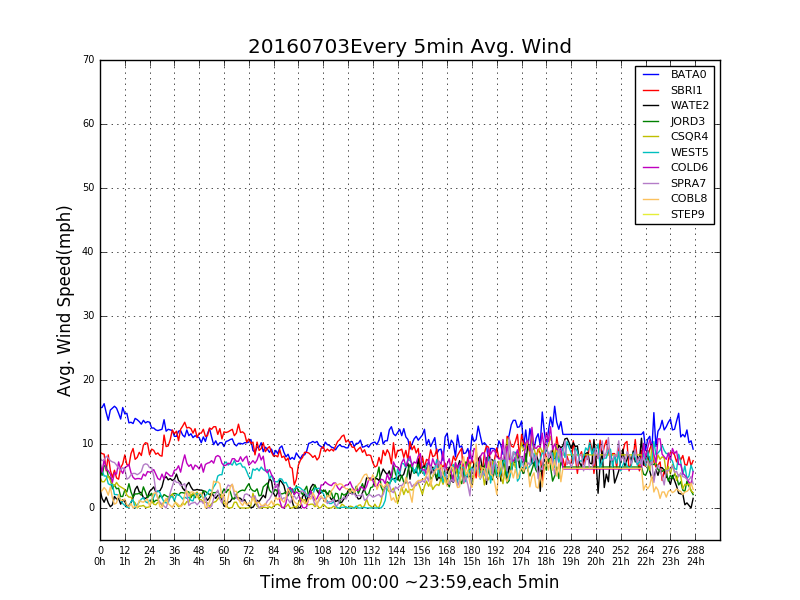 20160703Every 5min Avg. Wind
70
60
50
40
30
20
10
0
Avg. Wind Speed(mph)
BATA0
SBRI1
WATE2
JORD3
CSQR4
WEST5
COLD6
SPRA7
COBL8
STEP9
0 12 24 36 48 60 72 84 96 108 120 132 144 156 168 180 192 204 216 228 240 252 264 276 288
0h 1h 2h 3h 4h 5h 6h 7h 8h 9h 10h 11h 12h 13h 14h 15h 16h 17h 18h 19h 20h 21h 22h 23h 24h
Time from 00:00 ~23:59,each 5min